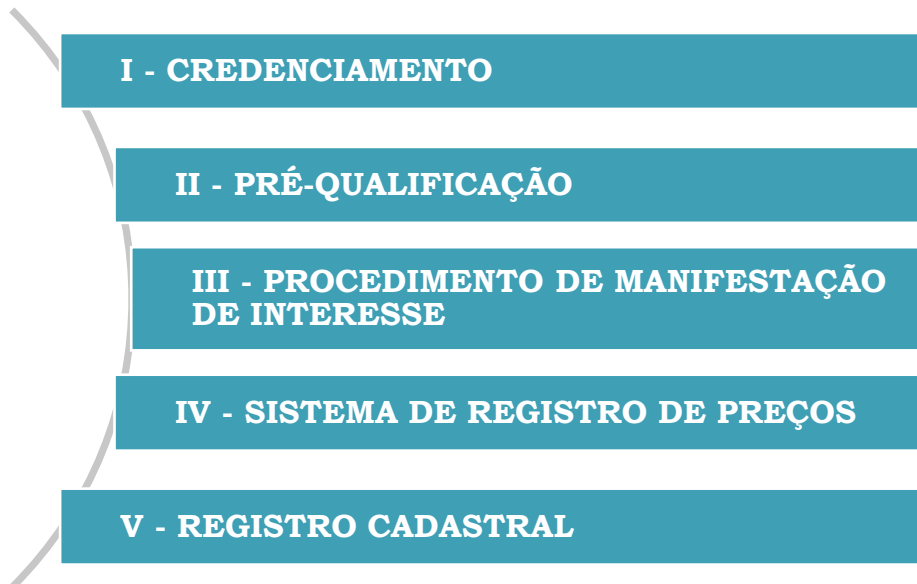 I - CREDENCIAMENTO
II - PRÉ-QUALIFICAÇÃO
III - PROCEDIMENTO DE MANIFESTAÇÃO
DE INTERESSE
IV - SISTEMA DE REGISTRO DE PREÇOS
V - REGISTRO CADASTRAL